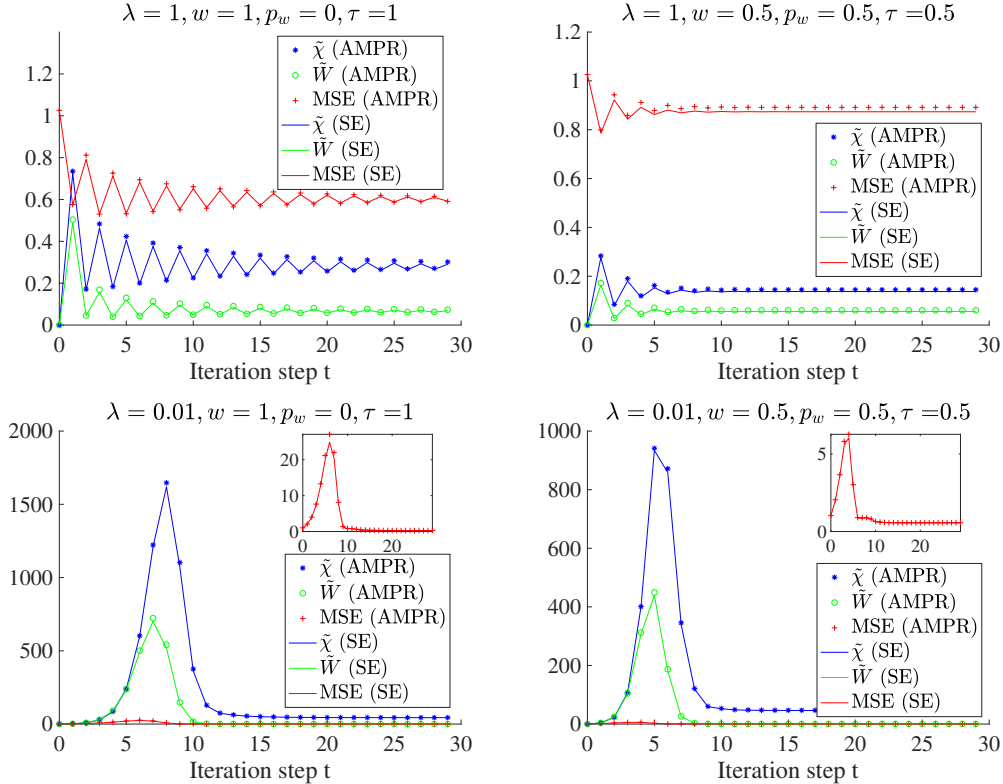 λ = 1, w = 1, p_w = 0, τ =1
1.2
1
0.8
0.6
0.4
0.2
0
0 5 10 15 20 25 30
Iteration step t
χ̃ (AMPR)
W̃ (AMPR)
MSE (AMPR)
χ̃ (SE)
W̃ (SE)
MSE (SE)
λ = 1, w = 0.5, p_w = 0.5, τ =0.5
1.2
1
0.8
0.6
0.4
0.2
0
0 5 10 15 20 25 30
Iteration step t
χ̃ (AMPR)
W̃ (AMPR)
MSE (AMPR)
χ̃ (SE)
W̃ (SE)
MSE (SE)
λ = 0.01, w = 1, p_w = 0, τ =1
2000
1500
1000
500
0
0 5 10 15 20 25 30
Iteration step t
20
10
0
0 10 20
χ̃ (AMPR)
W̃ (AMPR)
MSE (AMPR)
χ̃ (SE)
W̃ (SE)
MSE (SE)
λ = 0.01, w = 0.5, p_w = 0.5, τ =0.5
1000
800
600
400
200
0
0 5 10 15 20 25 30
Iteration step t
5
0
0 10 20
χ̃ (AMPR)
W̃ (AMPR)
MSE (AMPR)
χ̃ (SE)
W̃ (SE)
MSE (SE)